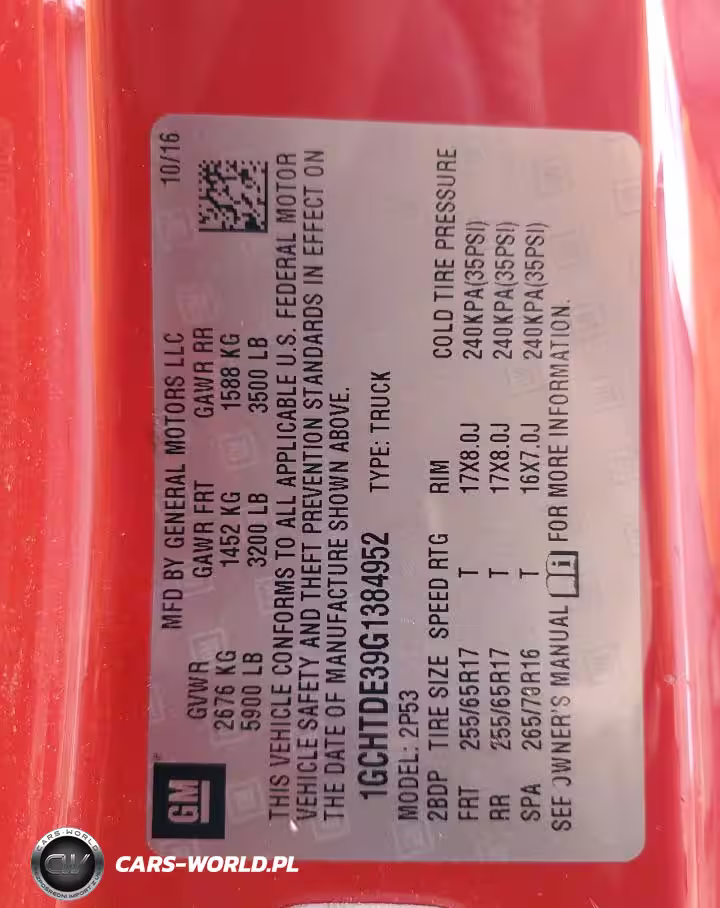 GM
MFD BY GENERAL MOTORS LLC 10/16
GVWR GAWR FRT GAWR RR
2676 KG 1452 KG 1588 KG
5900 LB 3200 LB 3500 LB
THIS VEHICLE CONFORMS TO ALL APPLICABLE U.S. FEDERAL MOTOR
VEHICLE SAFETY AND THEFT PREVENTION STANDARDS IN EFFECT ON
THE DATE OF MANUFACTURE SHOWN ABOVE.
1GCHTDE39G1384952 TYPE: TRUCK
MODEL: 2P53
2BDP TIRE SIZE SPEED RTG RIM COLD TIRE PRESSURE
FRT 255/65R17 T 17X8.0J 240KPA(35PSI)
RR 255/65R17 T 17X8.0J 240KPA(35PSI)
SPA 265/70R16 T 16X7.0J 240KPA(35PSI)
SEE OWNER'S MANUAL i FOR MORE INFORMATION.
CARS-WORLD
CW
CARS-WORLD.PL